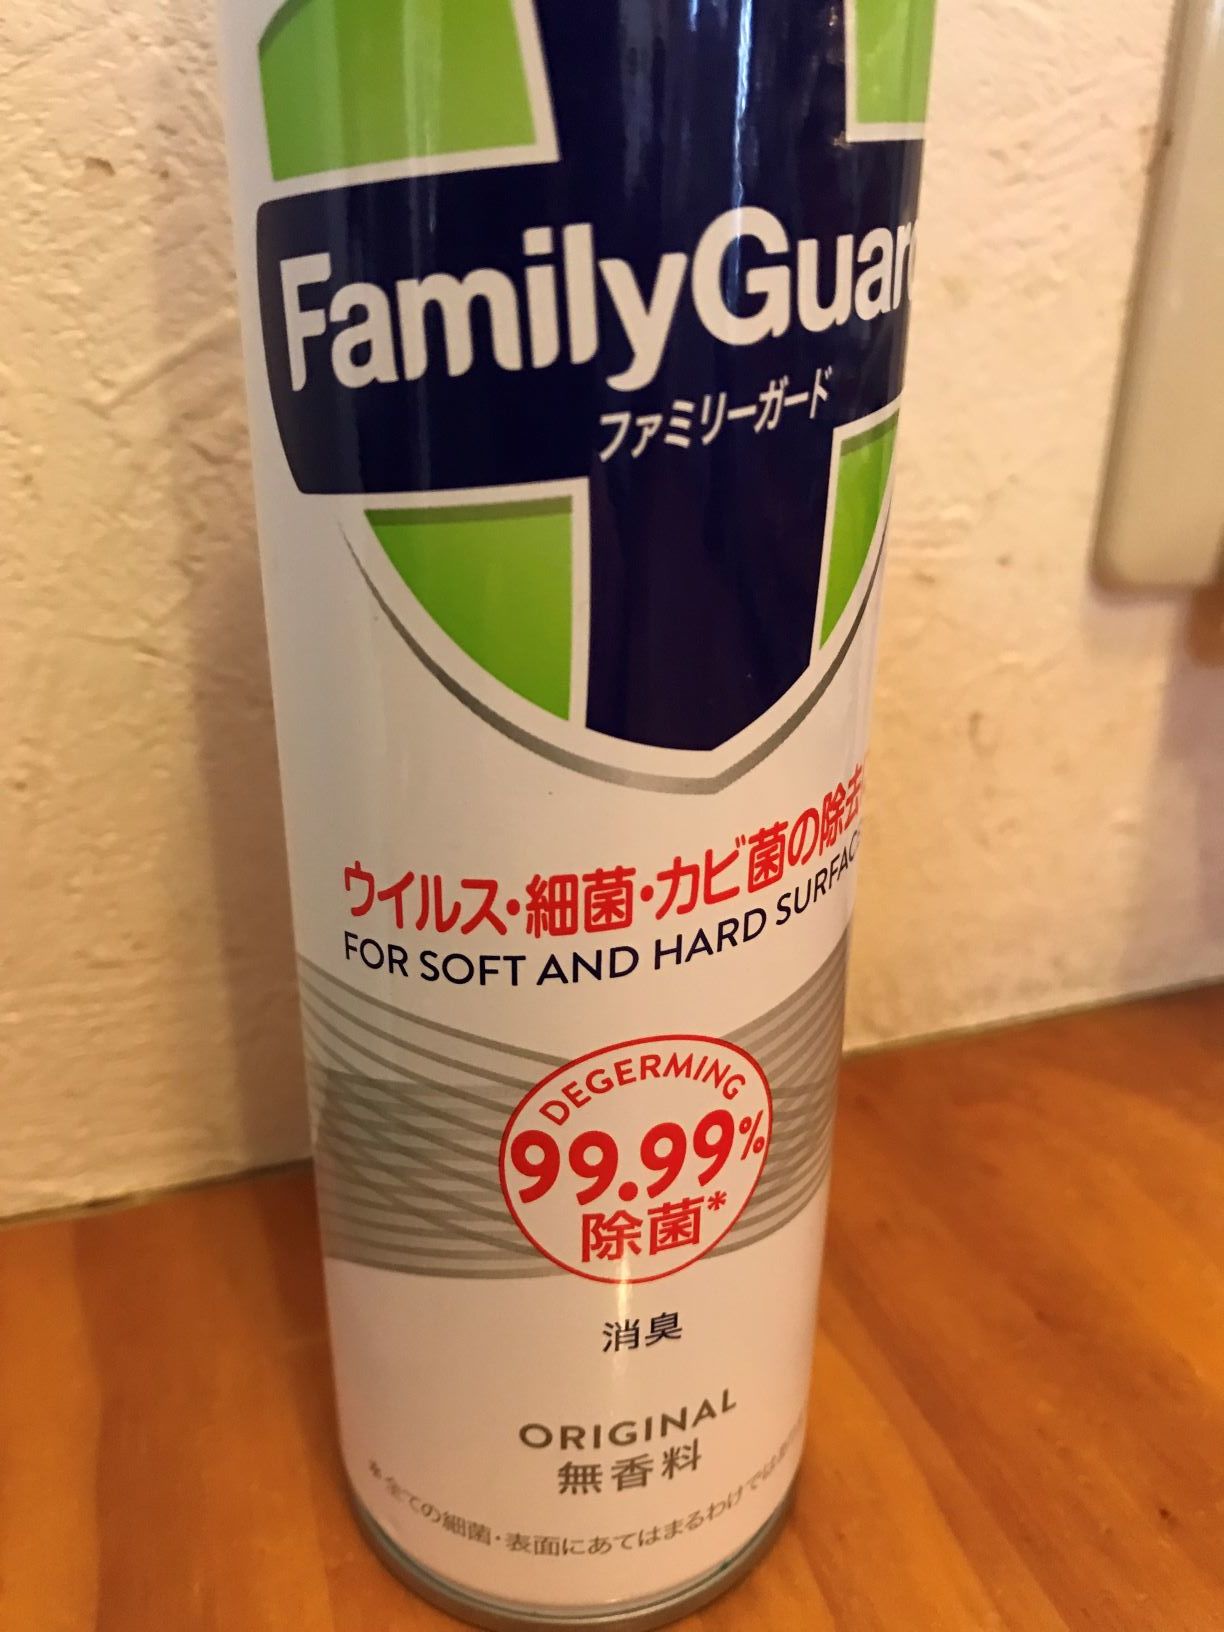 FamilyGuard
ファミリーガード
ウイルス・細菌・カビ菌の除去
FOR SOFT AND HARD
DEGERMING
99.99%
除菌*
消臭
ORIGINAL
無香料
*全ての細菌・表面にあてはまるわけでは